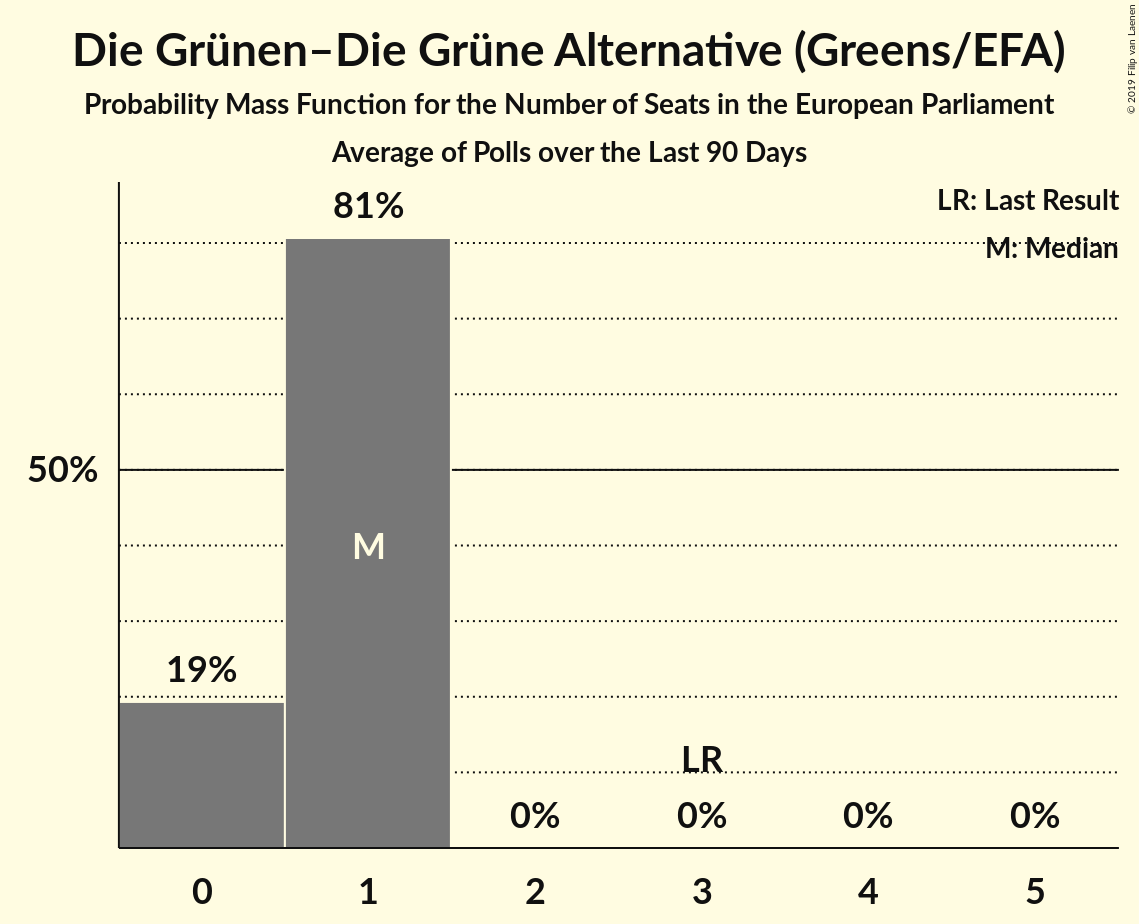 Die Grünen–Die Grüne Alternative (Greens/EFA)
Probability Mass Function for the Number of Seats in the European Parliament
Average of Polls over the Last 90 Days
© 2019 Filip van Laenen
LR: Last Result
M: Median
81%
50%
M
19%
LR
0% 0% 0% 0%
0 1 2 3 4 5